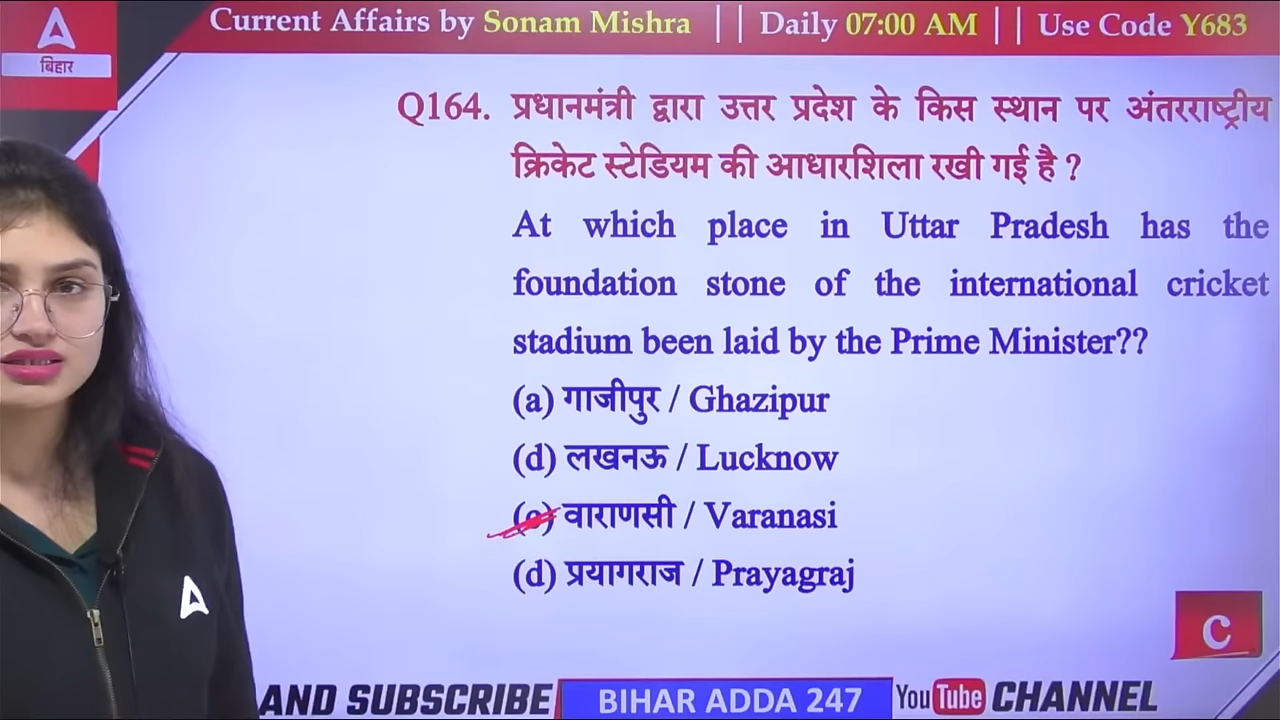 Current Affairs by Sonam Mishra || Daily 07:00 AM || Use Code Y683
बिहार
Q164. प्रधानमंत्री द्वारा उत्तर प्रदेश के किस स्थान पर अंतरराष्ट्रीय
क्रिकेट स्टेडियम की आधारशिला रखी गई है ?
At which place in Uttar Pradesh has the
foundation stone of the international cricket
stadium been laid by the Prime Minister??
(a) गाजीपुर / Ghazipur
(d) लखनऊ / Lucknow
(c) वाराणसी / Varanasi
(d) प्रयागराज / Prayagraj
C
AND SUBSCRIBE BIHAR ADDA 247 YouTube CHANNEL